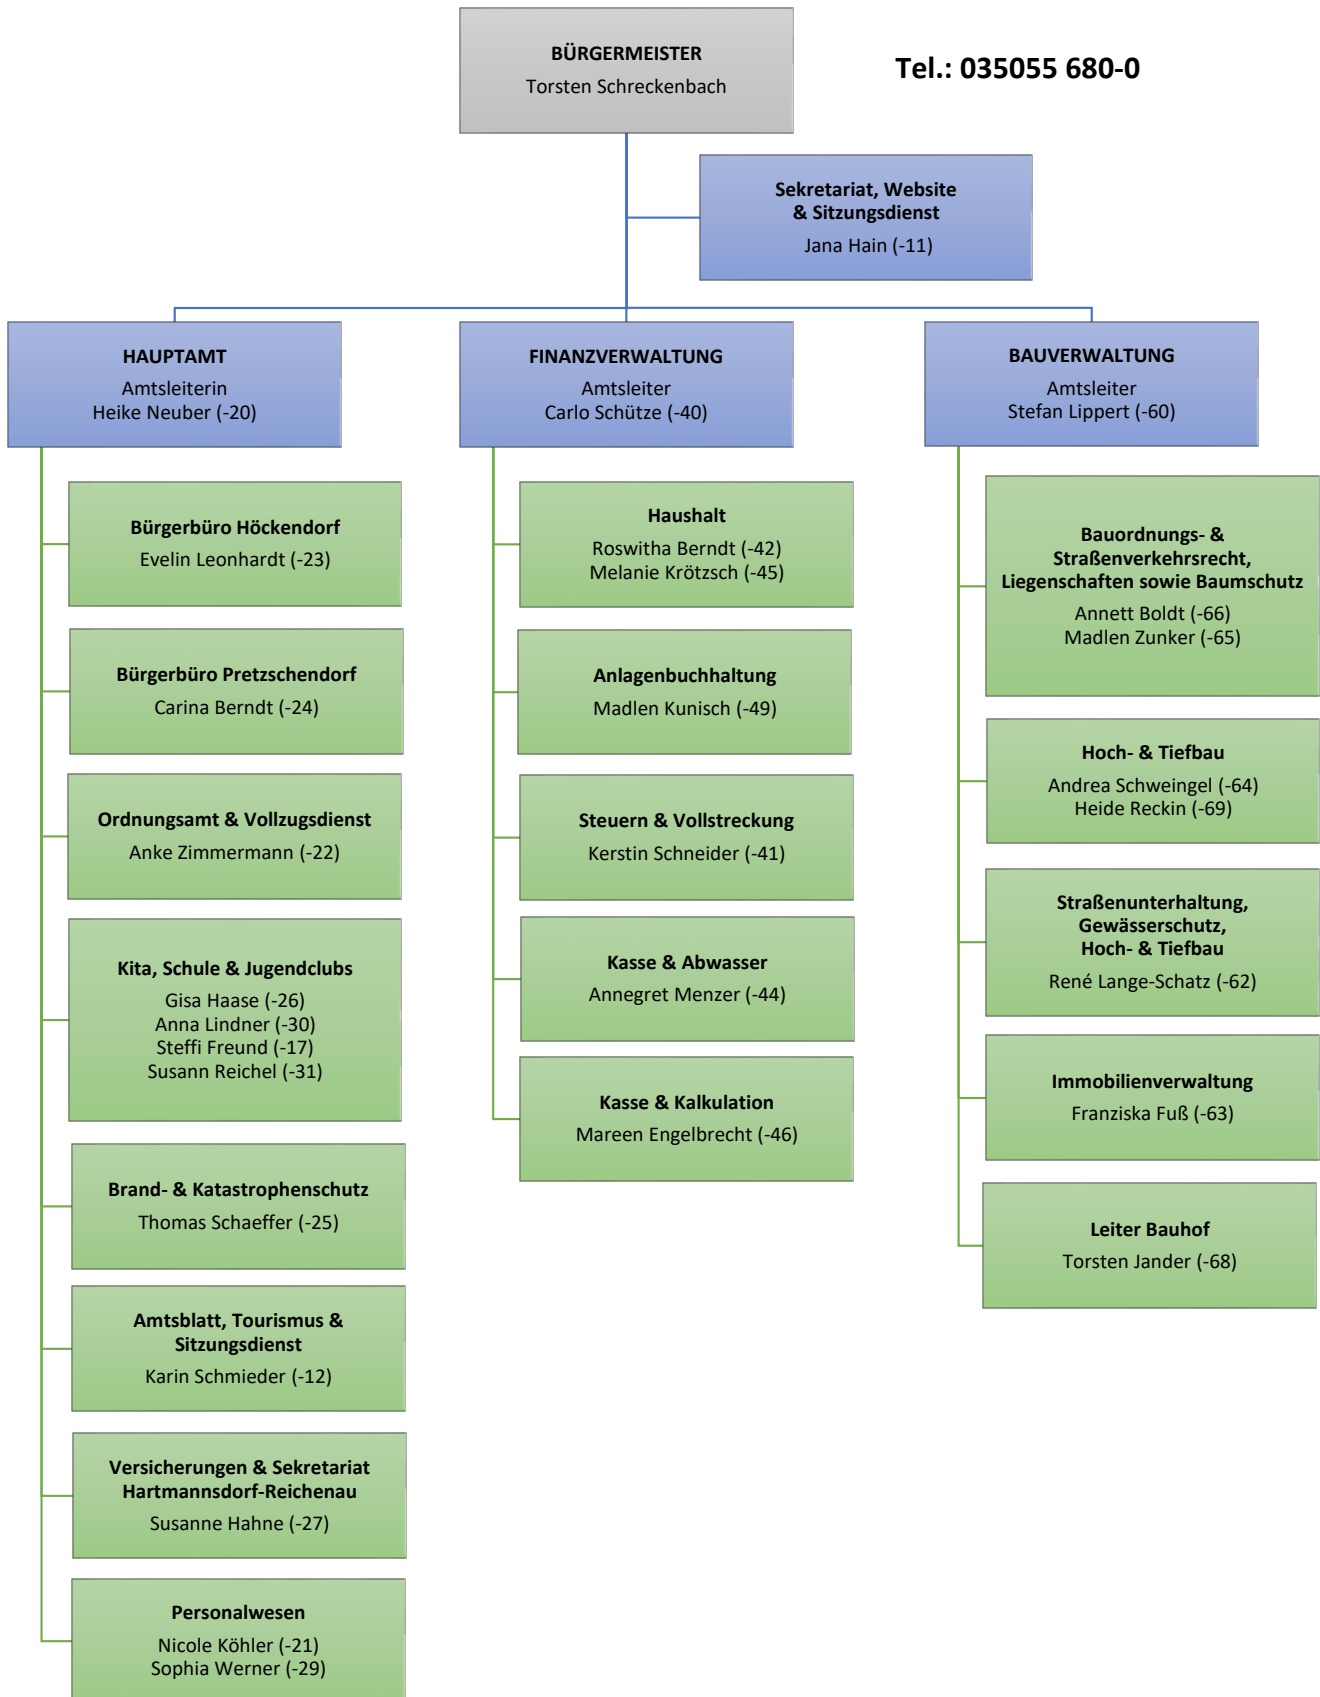 BÜRGERMEISTER
Torsten Schreckenbach
Tel.: 035055 680-0
Sekretariat, Website
& Sitzungsdienst
Jana Hain (-11)
HAUPTAMT
Amtsleiterin
Heike Neuber (-20)
Bürgerbüro Höckendorf
Evelin Leonhardt (-23)
Bürgerbüro Pretzschendorf
Carina Berndt (-24)
Ordnungsamt & Vollzugsdienst
Anke Zimmermann (-22)
Kita, Schule & Jugendclubs
Gisa Haase (-26)
Anna Lindner (-30)
Steffi Freund (-17)
Susann Reichel (-31)
Brand- & Katastrophenschutz
Thomas Schaeffer (-25)
Amtsblatt, Tourismus &
Sitzungsdienst
Karin Schmieder (-12)
Versicherungen & Sekretariat
Hartmannsdorf-Reichenau
Susanne Hahne (-27)
Personalwesen
Nicole Köhler (-21)
Sophia Werner (-29)
FINANZVERWALTUNG
Amtsleiter
Carlo Schütze (-40)
Haushalt
Roswitha Berndt (-42)
Melanie Krötzsch (-45)
Anlagenbuchhaltung
Madlen Kunisch (-49)
Steuern & Vollstreckung
Kerstin Schneider (-41)
Kasse & Abwasser
Annegret Menzer (-44)
Kasse & Kalkulation
Mareen Engelbrecht (-46)
BAUVERWALTUNG
Amtsleiter
Stefan Lippert (-60)
Bauordnungs- &
Straßenverkehrsrecht,
Liegenschaften sowie Baumschutz
Annett Boldt (-66)
Madlen Zunker (-65)
Hoch- & Tiefbau
Andrea Schweingel (-64)
Heide Reckin (-69)
Straßenunterhaltung,
Gewässerschutz,
Hoch- & Tiefbau
René Lange-Schatz (-62)
Immobilienverwaltung
Franziska Fuß (-63)
Leiter Bauhof
Torsten Jander (-68)